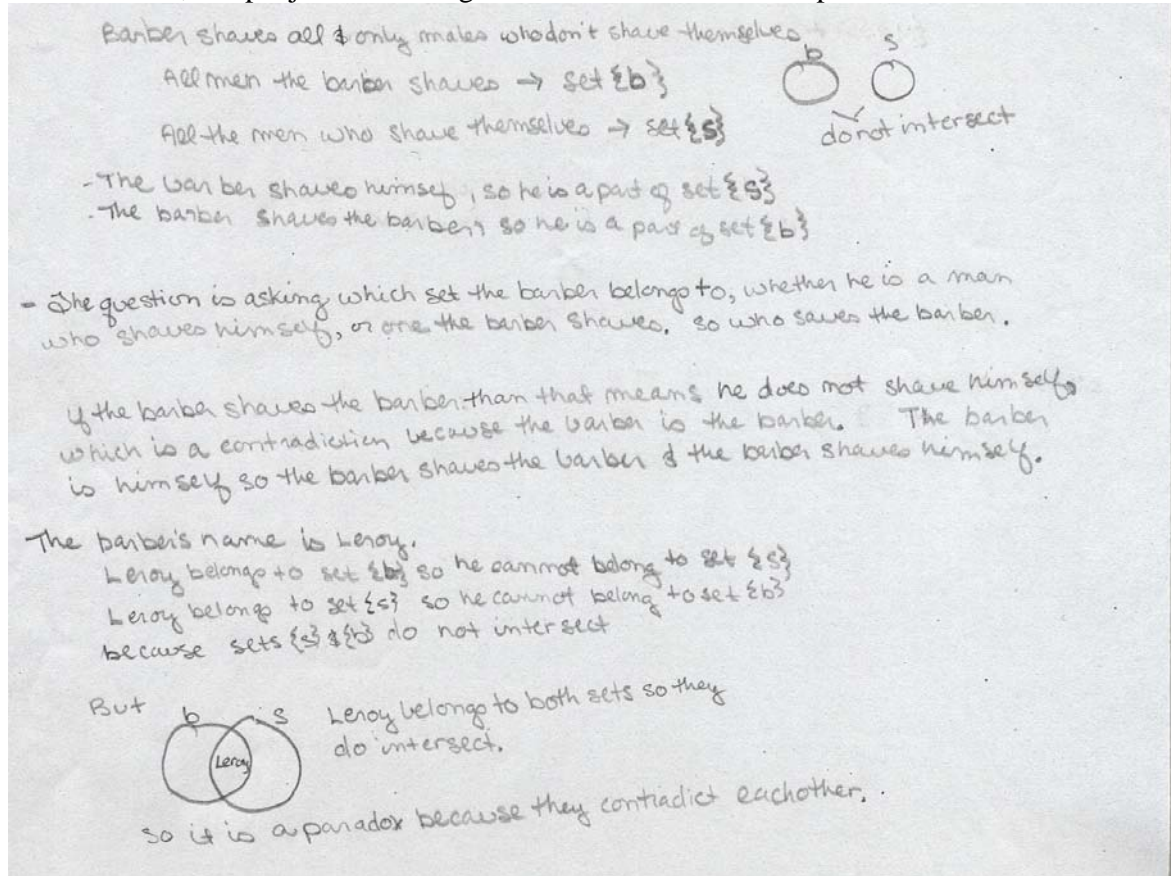 Barber shaves all & only males who don't shave themselves
b s
All men the barber shaves → set {b}
do not intersect
All the men who shave themselves → set {s}
- The barber shaves himself, so he is a part of set {s}
- The barber shaves the barber, so he is a part of set {b}
- The question is asking which set the barber belongs to, whether he is a man
who shaves himself, or one the barber shaves. so who saves the barber.
if the barber shaves the barber than that means he does not shave himself,
which is a contradiction because the barber is the barber. The barber
is himself so the barber shaves the barber & the barber shaves himself.
The barber's name is Leroy.
Leroy belongs to set {b} so he cannot belong to set {s}
Leroy belongs to set {s} so he cannot belong to set {b}
because sets {s} & {b} do not intersect
But b s Leroy belongs to both sets so they
Leroy do intersect.
so it is a paradox because they contradict eachother.